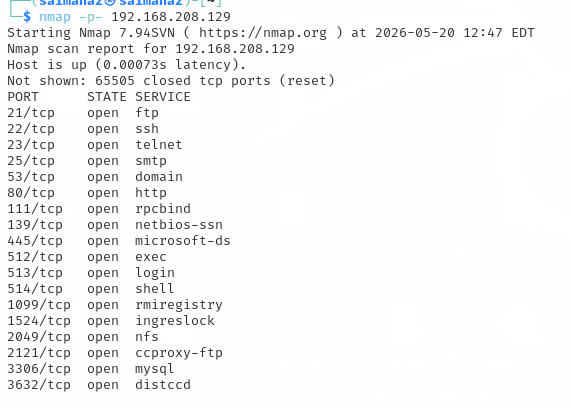 (saimanaz㉿saimanaz)-[~]
└─$ nmap -p- 192.168.208.129
Starting Nmap 7.94SVN ( https://nmap.org ) at 2026-05-20 12:47 EDT
Nmap scan report for 192.168.208.129
Host is up (0.00073s latency).
Not shown: 65505 closed tcp ports (reset)
PORT     STATE SERVICE
21/tcp   open  ftp
22/tcp   open  ssh
23/tcp   open  telnet
25/tcp   open  smtp
53/tcp   open  domain
80/tcp   open  http
111/tcp  open  rpcbind
139/tcp  open  netbios-ssn
445/tcp  open  microsoft-ds
512/tcp  open  exec
513/tcp  open  login
514/tcp  open  shell
1099/tcp open  rmiregistry
1524/tcp open  ingreslock
2049/tcp open  nfs
2121/tcp open  ccproxy-ftp
3306/tcp open  mysql
3632/tcp open  distccd